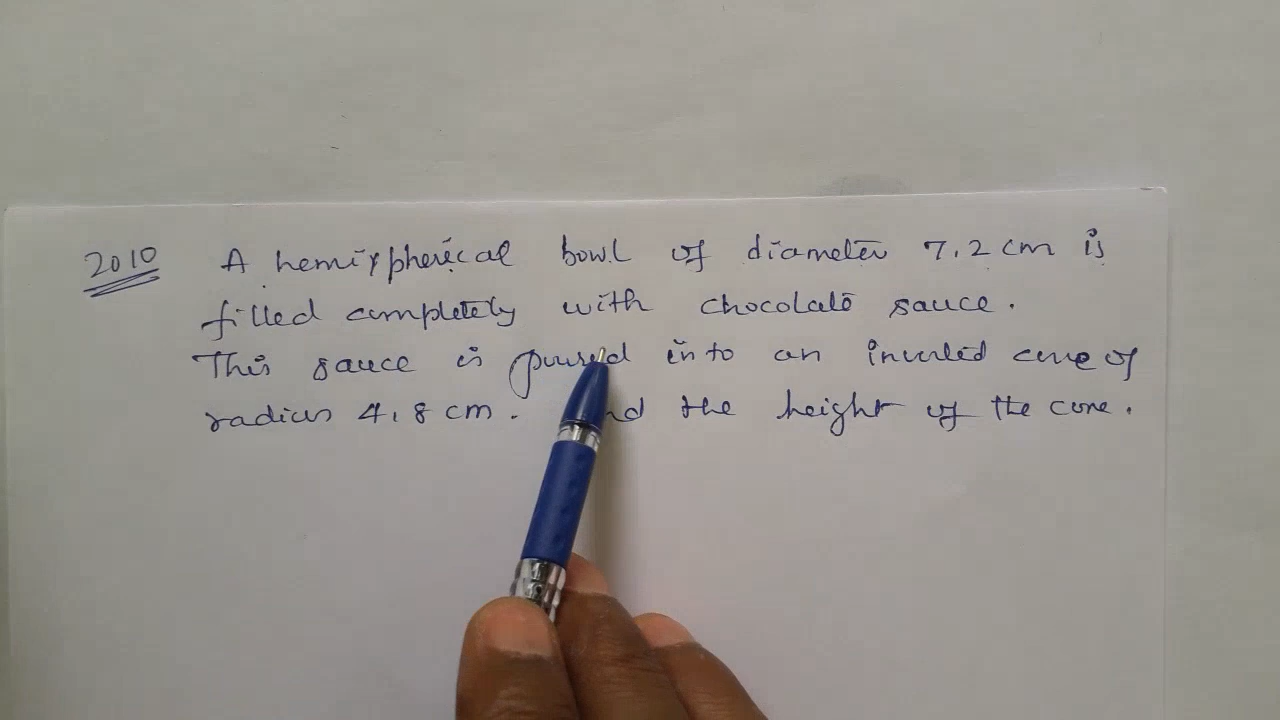 2010 A hemispherical bowl of diameter 7.2 cm is
filled completely with chocolate sauce.
This sauce is poured into an inverted cone of
radius 4.8 cm. the height of the cone.